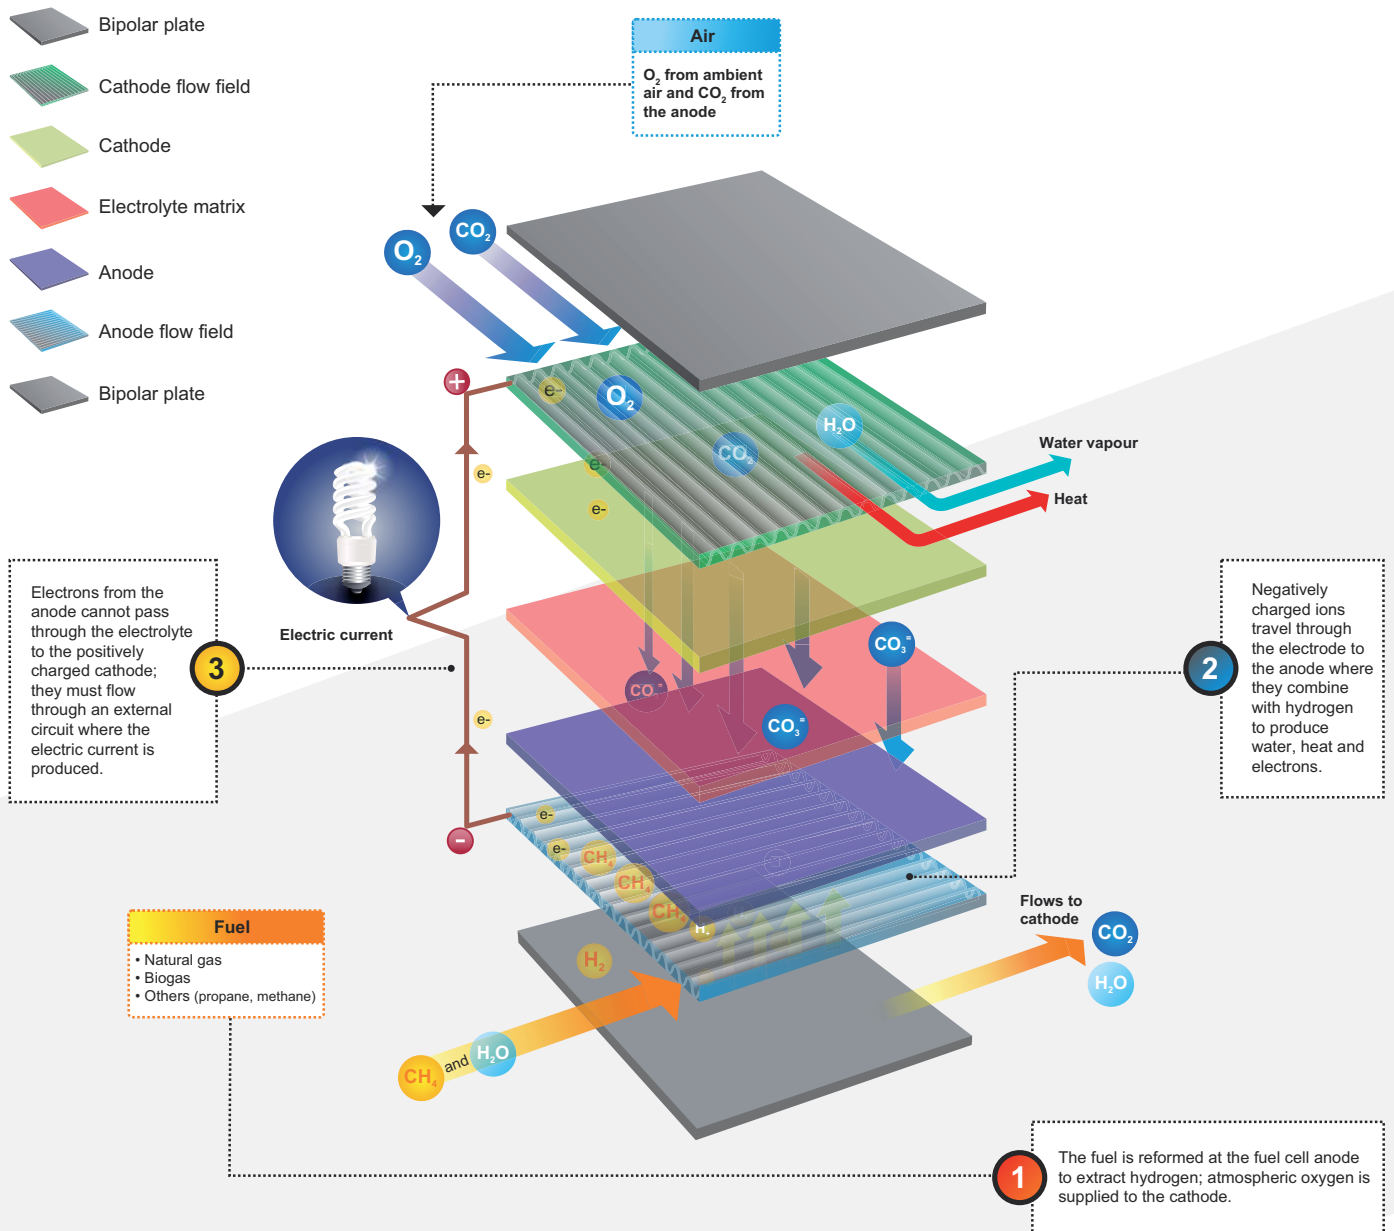 Bipolar plate
Cathode flow field
Cathode
Electrolyte matrix
Anode
Anode flow field
Bipolar plate
Air
O₂ from ambient
air and CO₂ from
the anode
O₂
CO₂
+
e-
O₂
CO₂
H₂O
e-
e-
e-
Water vapour
Heat
Electric current
Electrons from the
anode cannot pass
through the electrolyte
to the positively
charged cathode;
they must flow
through an external
circuit where the
electric current is
produced.
3
Negatively
charged ions
travel through
the electrode to
the anode where
they combine
with hydrogen
to produce
water, heat and
electrons.
2
CO₃⁼
CO₃⁼
e-
-
e-
e-
CH₄
CH₄
CH₄
H₂
Flows to
cathode
CO₂
H₂O
Fuel
• Natural gas
• Biogas
• Others (propane, methane)
CH₄ and H₂O
1
The fuel is reformed at the fuel cell anode
to extract hydrogen; atmospheric oxygen is
supplied to the cathode.